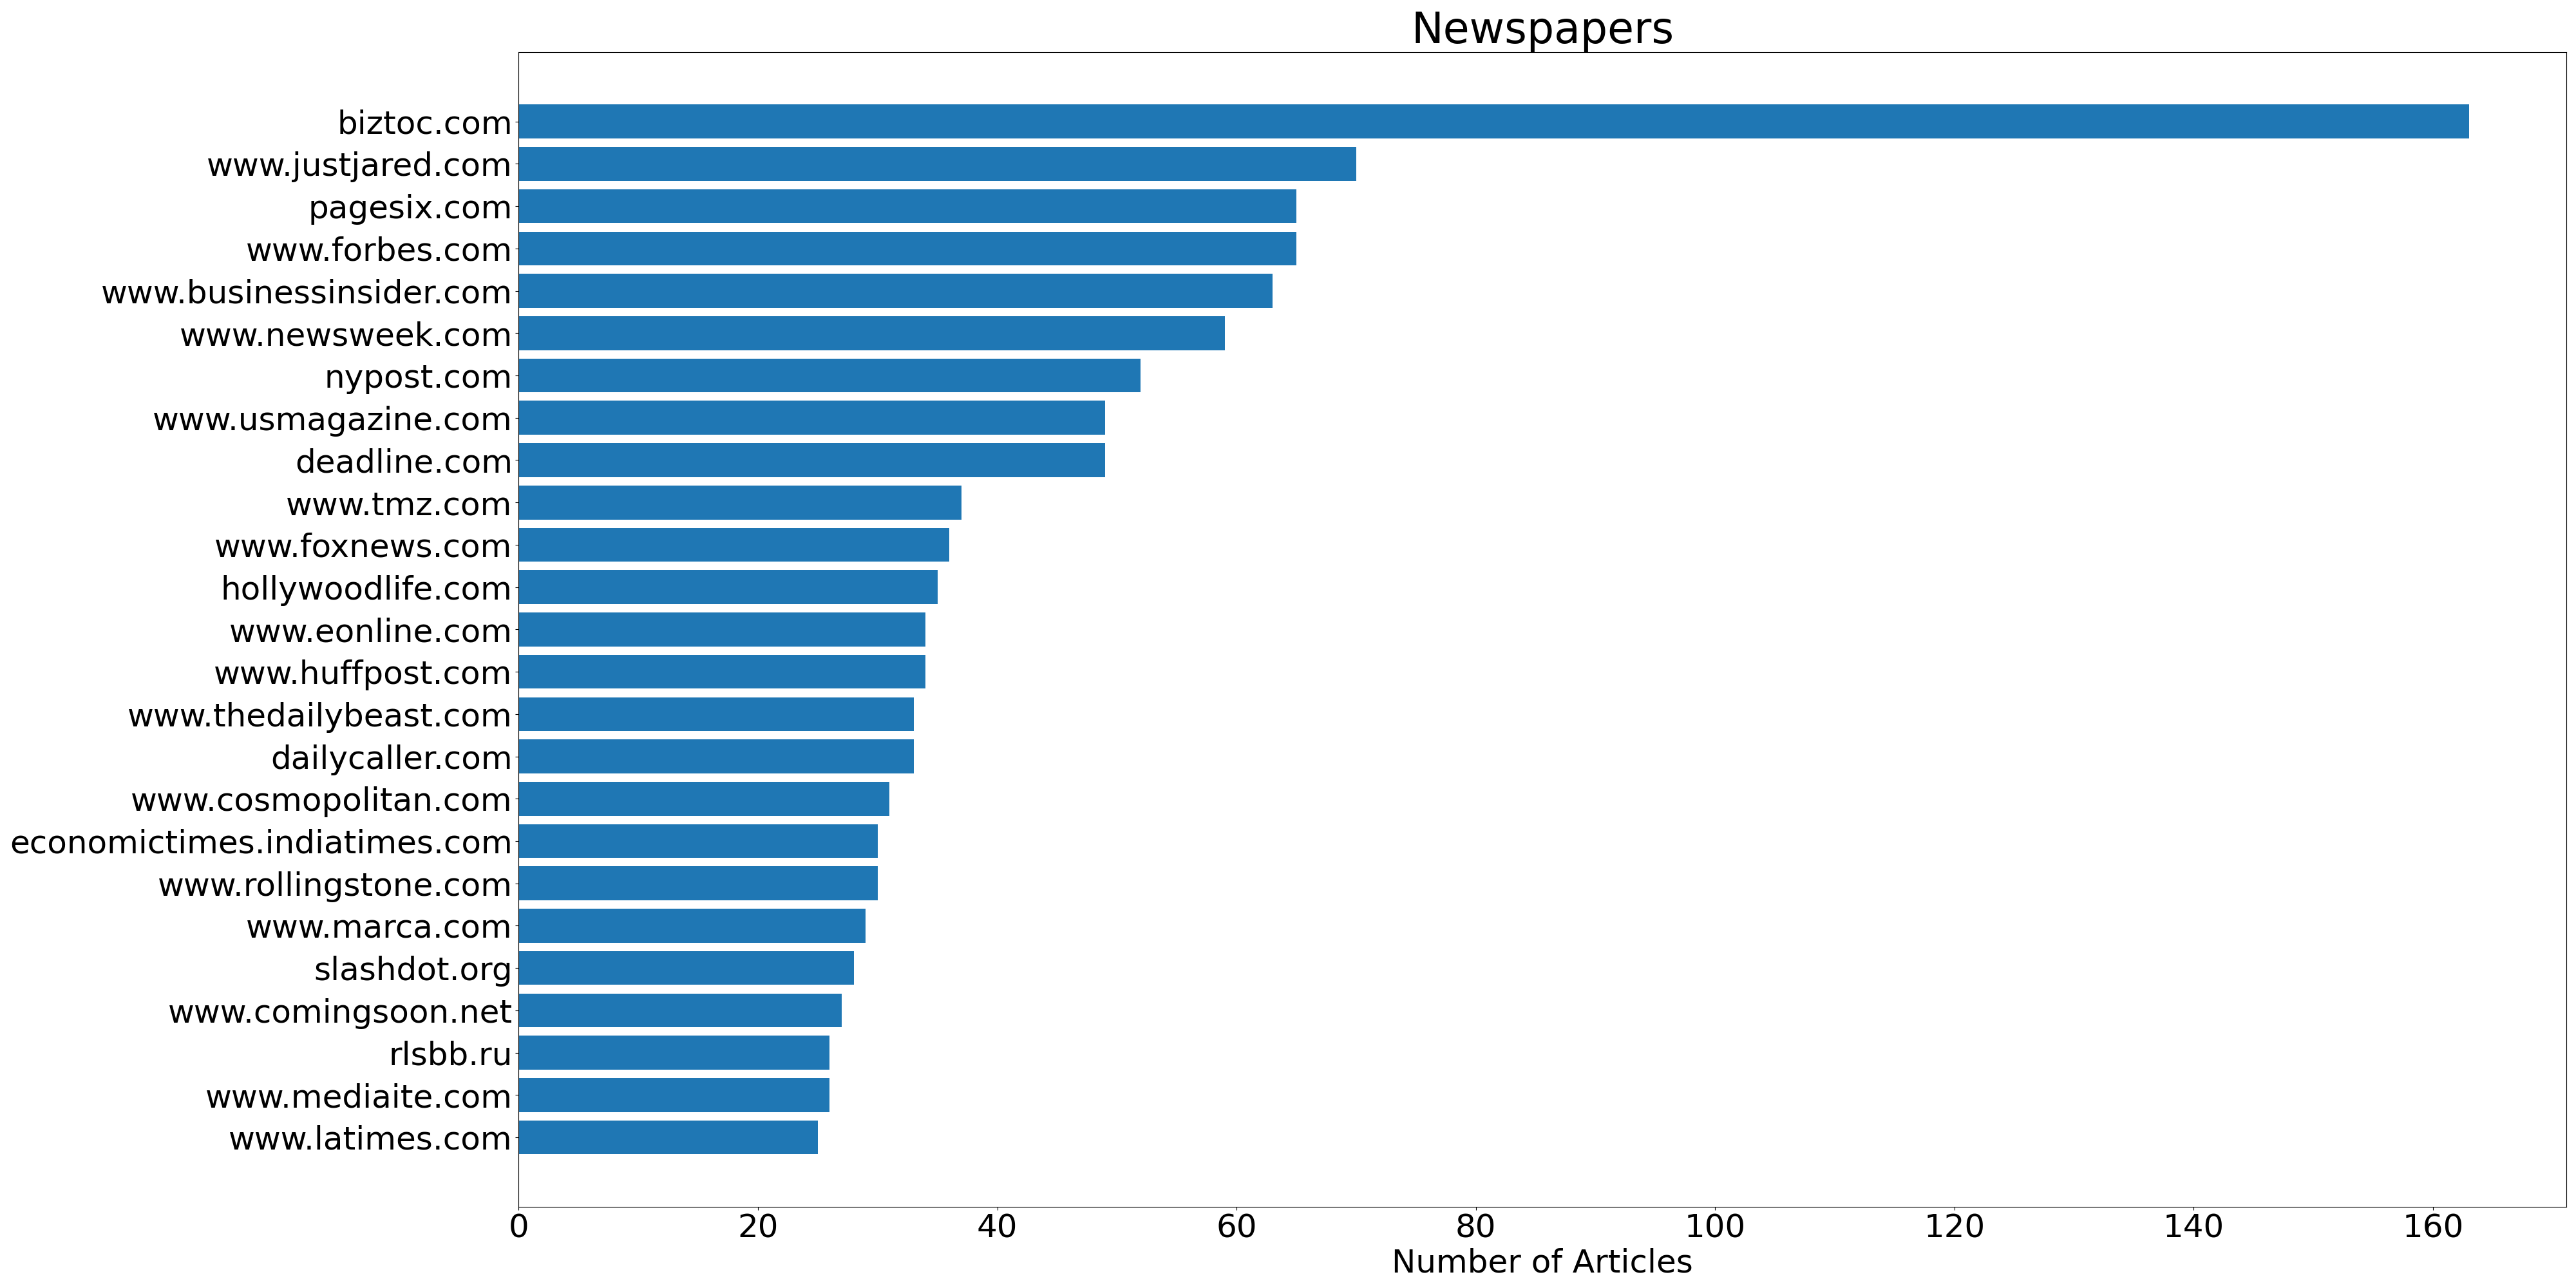 Newspapers
biztoc.com
www.justjared.com
pagesix.com
www.forbes.com
www.businessinsider.com
www.newsweek.com
nypost.com
www.usmagazine.com
deadline.com
www.tmz.com
www.foxnews.com
hollywoodlife.com
www.eonline.com
www.huffpost.com
www.thedailybeast.com
dailycaller.com
www.cosmopolitan.com
economictimes.indiatimes.com
www.rollingstone.com
www.marca.com
slashdot.org
www.comingsoon.net
rlsbb.ru
www.mediaite.com
www.latimes.com
0 20 40 60 80 100 120 140 160
Number of Articles